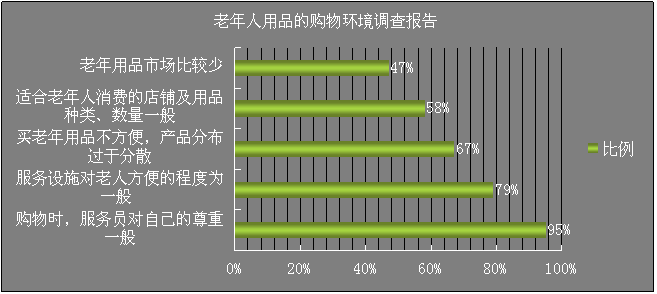 老年人用品的购物环境调查报告
老年用品市场比较少
47%
适合老年人消费的店铺及用品
种类、数量一般
58%
买老年用品不方便，产品分布
过于分散
67%
服务设施对老人方便的程度为
一般
79%
购物时，服务员对自己的尊重
一般
95%
比例
0% 20% 40% 60% 80% 100%